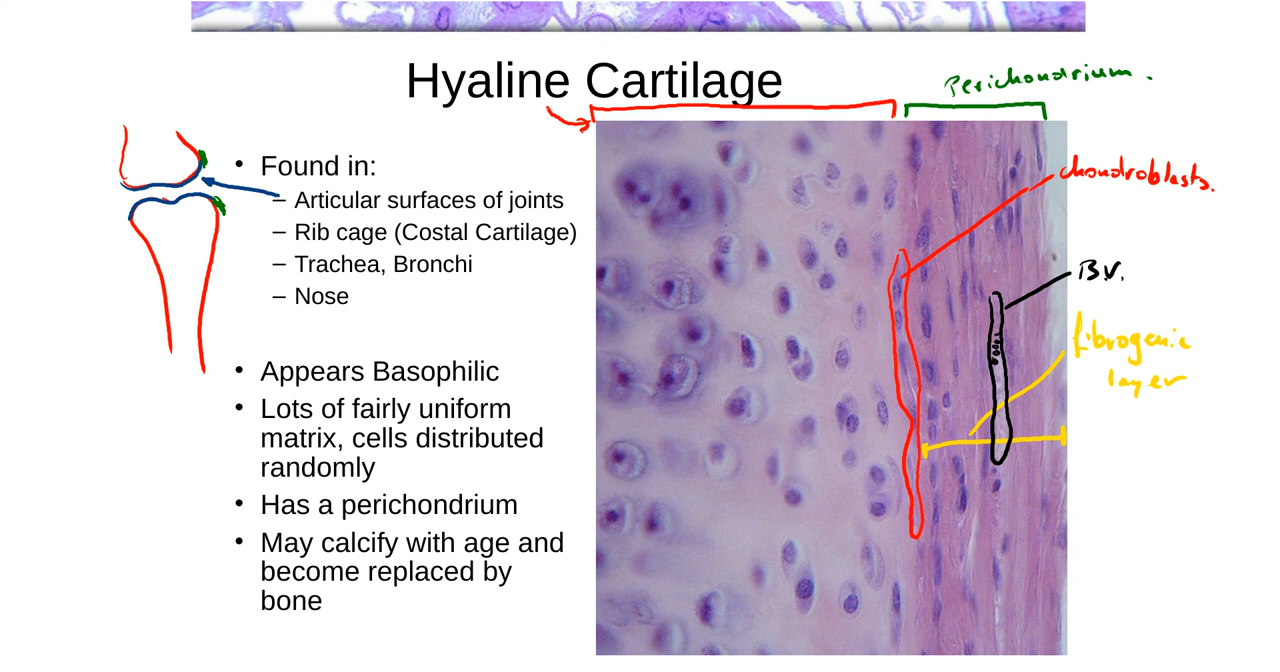 Hyaline Cartilage
Perichondrium.
• Found in:
– Articular surfaces of joints
– Rib cage (Costal Cartilage)
– Trachea, Bronchi
– Nose
• Appears Basophilic
• Lots of fairly uniform
matrix, cells distributed
randomly
• Has a perichondrium
• May calcify with age and
become replaced by
bone
chondroblasts.
B.V.
fibrogenic
layer